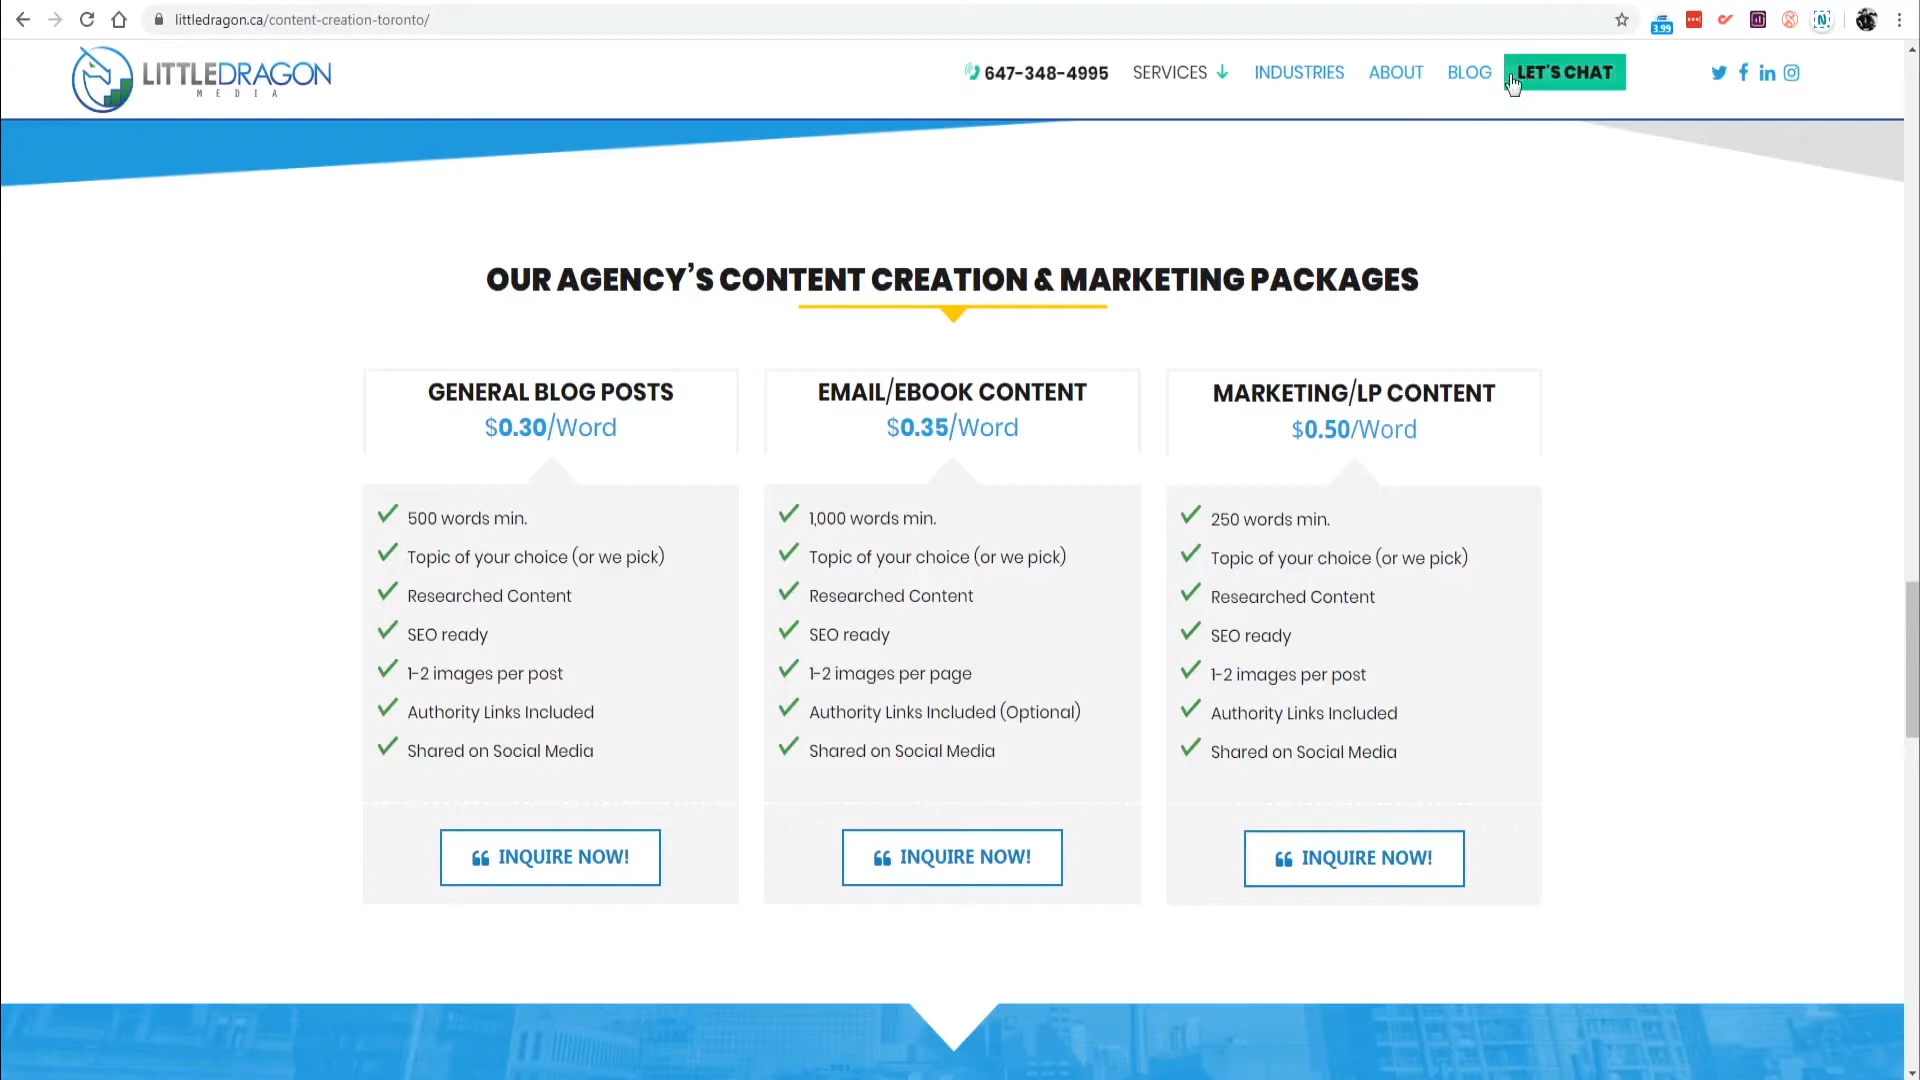 littledragon.ca/content-creation-toronto/
3.99
LITTLEDRAGON
MEDIA
647-348-4995
SERVICES
INDUSTRIES
ABOUT
BLOG
LET'S CHAT
OUR AGENCY'S CONTENT CREATION & MARKETING PACKAGES
GENERAL BLOG POSTS
$0.30/Word
500 words min.
Topic of your choice (or we pick)
Researched Content
SEO ready
1-2 images per post
Authority Links Included
Shared on Social Media
INQUIRE NOW!
EMAIL/EBOOK CONTENT
$0.35/Word
1,000 words min.
Topic of your choice (or we pick)
Researched Content
SEO ready
1-2 images per page
Authority Links Included (Optional)
Shared on Social Media
INQUIRE NOW!
MARKETING/LP CONTENT
$0.50/Word
250 words min.
Topic of your choice (or we pick)
Researched Content
SEO ready
1-2 images per post
Authority Links Included
Shared on Social Media
INQUIRE NOW!